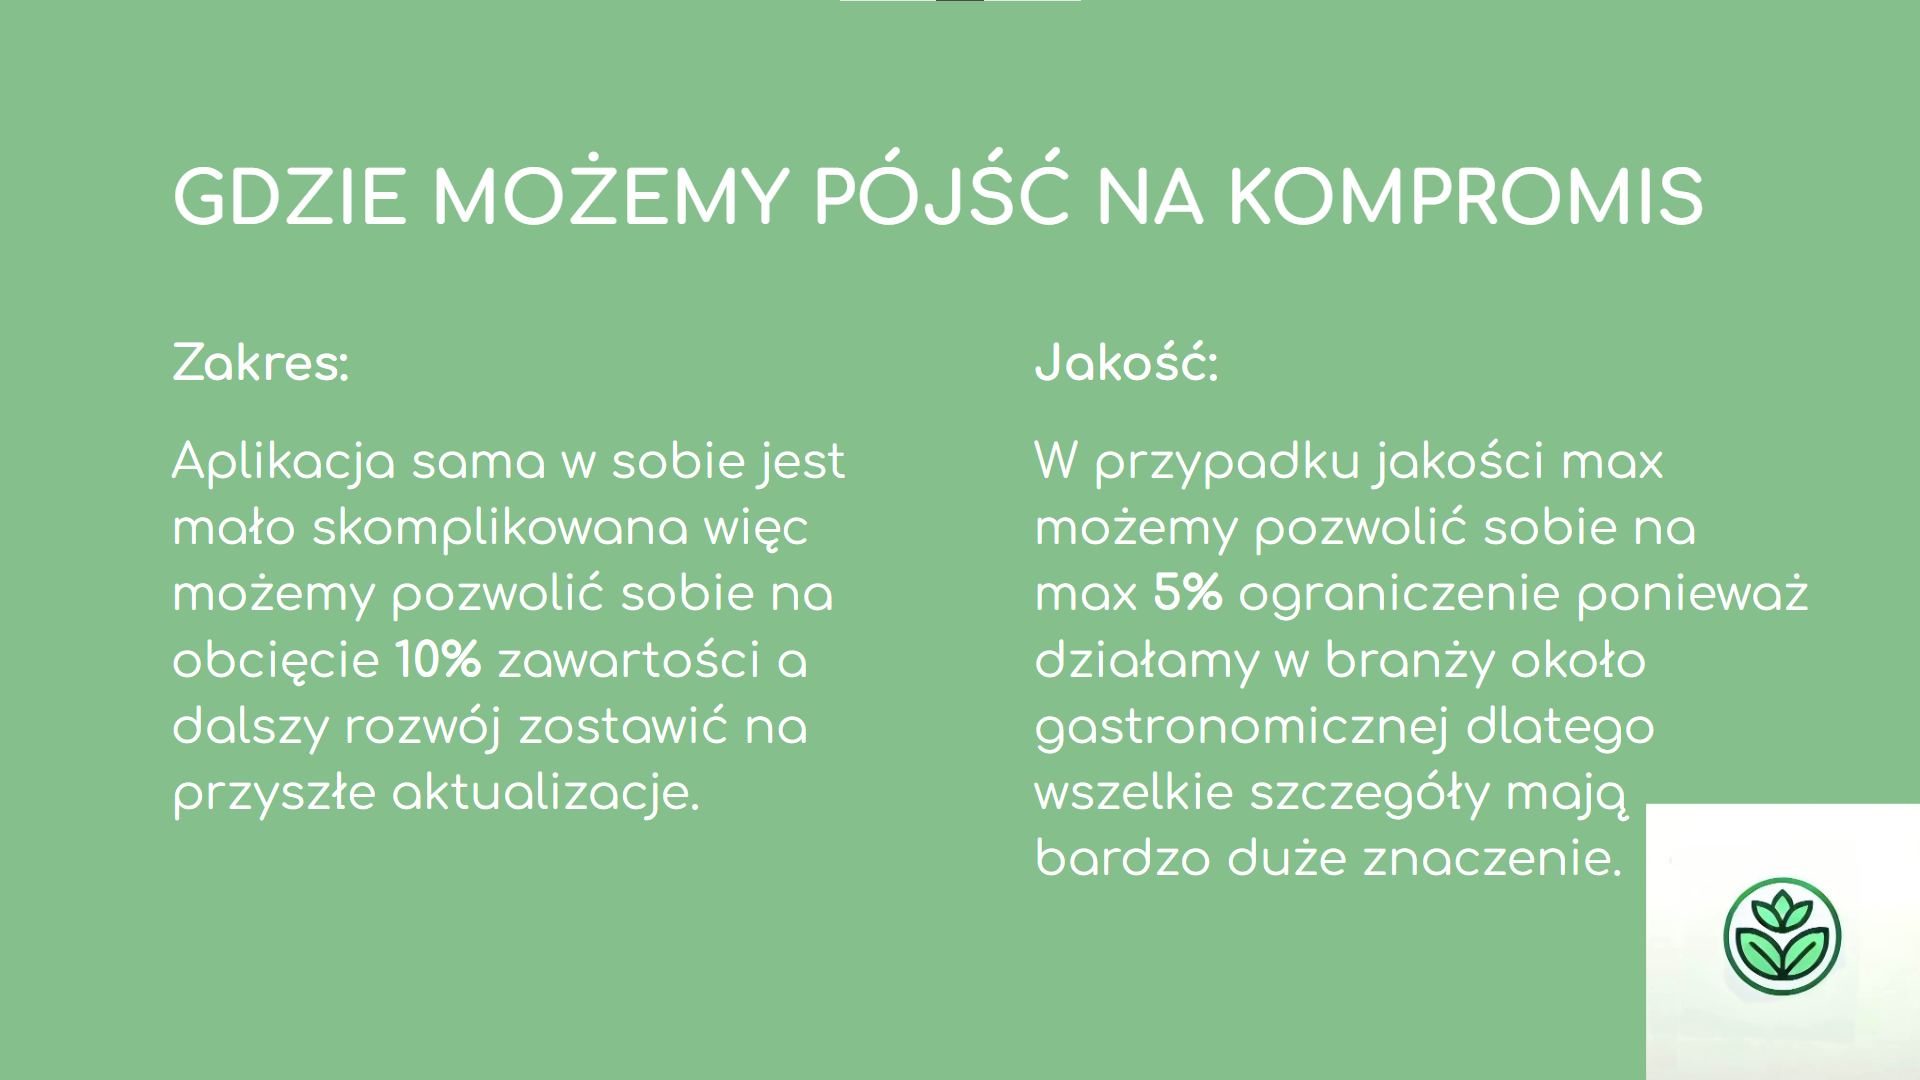 GDZIE MOŻEMY PÓJŚĆ NA KOMPROMIS
Zakres:
Aplikacja sama w sobie jest
mało skomplikowana więc
możemy pozwolić sobie na
obcięcie 10% zawartości a
dalszy rozwój zostawić na
przyszłe aktualizacje.
Jakość:
W przypadku jakości max
możemy pozwolić sobie na
max 5% ograniczenie ponieważ
działamy w branży około
gastronomicznej dlatego
wszelkie szczegóły mają
bardzo duże znaczenie.